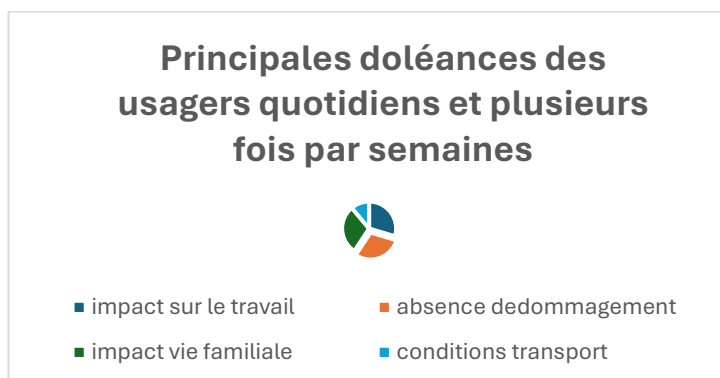 Principales doléances des
usagers quotidiens et plusieurs
fois par semaines
impact sur le travail
absence dedommagement
impact vie familiale
conditions transport